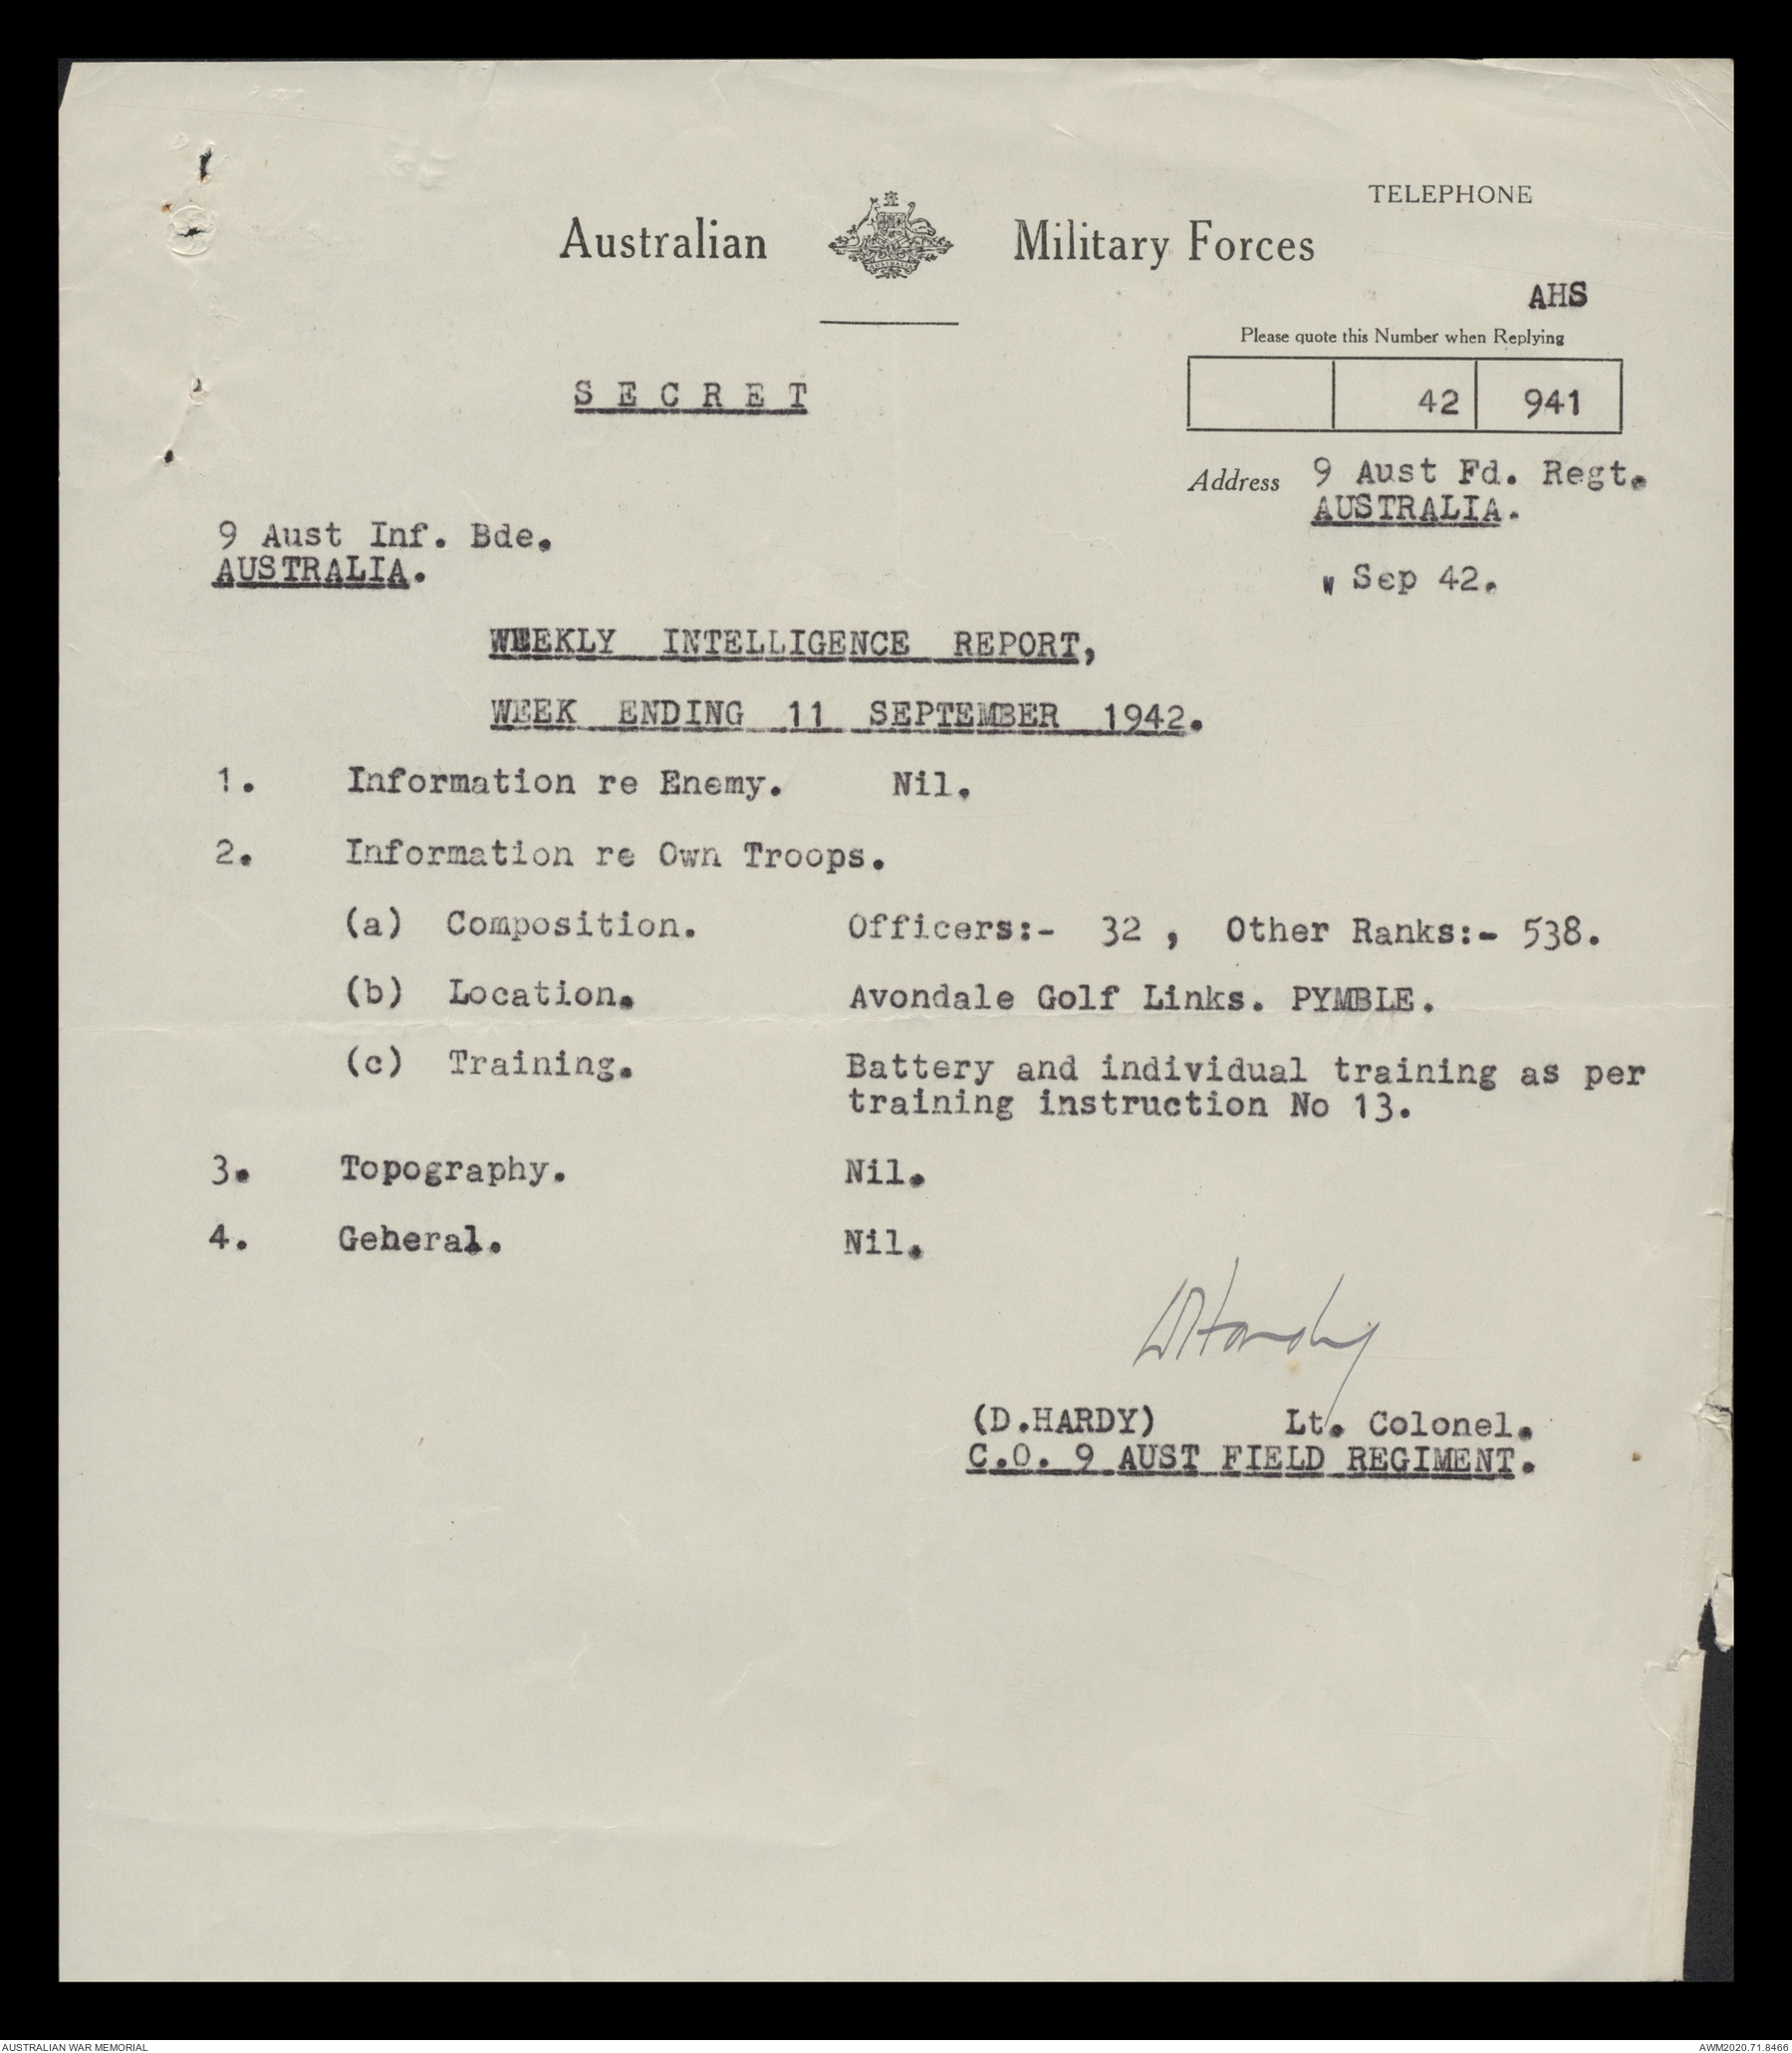 TELEPHONE
Australian Military Forces
AUSTRALIA
AHS
Please quote this Number when Replying
S E C R E T
42 941
Address 9 Aust Fd. Regt.
AUSTRALIA.
9 Aust Inf. Bde.
AUSTRALIA.
Sep 42.
WEEKLY INTELLIGENCE REPORT,
WEEK ENDING 11 SEPTEMBER 1942.
1. Information re Enemy. Nil.
2. Information re Own Troops.
(a) Composition. Officers:- 32 , Other Ranks:- 538.
(b) Location. Avondale Golf Links. PYMBLE.
(c) Training. Battery and individual training as per
training instruction No 13.
3. Topography. Nil.
4. Geheral. Nil.
DHardy
(D.HARDY) Lt. Colonel.
C.O. 9 AUST FIELD REGIMENT.
AUSTRALIAN WAR MEMORIAL
AWM2020.71.8466